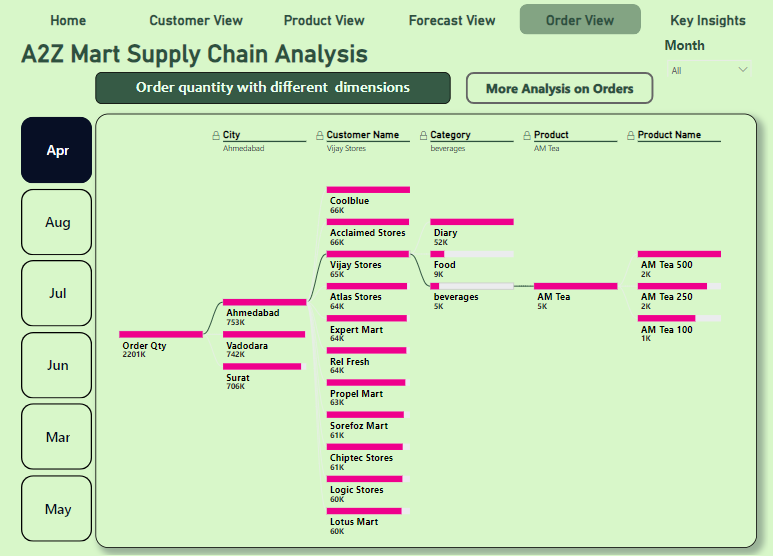 Home
Customer View
Product View
Forecast View
Order View
Key Insights
A2Z Mart Supply Chain Analysis
Month
All
Order quantity with different dimensions
More Analysis on Orders
Apr
Aug
Jul
Jun
Mar
May
City
Ahmedabad
Customer Name
Vijay Stores
Category
beverages
Product
AM Tea
Product Name
Order Qty
2201K
Ahmedabad
753K
Vadodara
742K
Surat
706K
Coolblue
66K
Acclaimed Stores
66K
Vijay Stores
65K
Atlas Stores
64K
Expert Mart
64K
Rel Fresh
64K
Propel Mart
63K
Sorefoz Mart
61K
Chiptec Stores
61K
Logic Stores
60K
Lotus Mart
60K
Diary
52K
Food
9K
beverages
5K
AM Tea
5K
AM Tea 500
2K
AM Tea 250
2K
AM Tea 100
1K